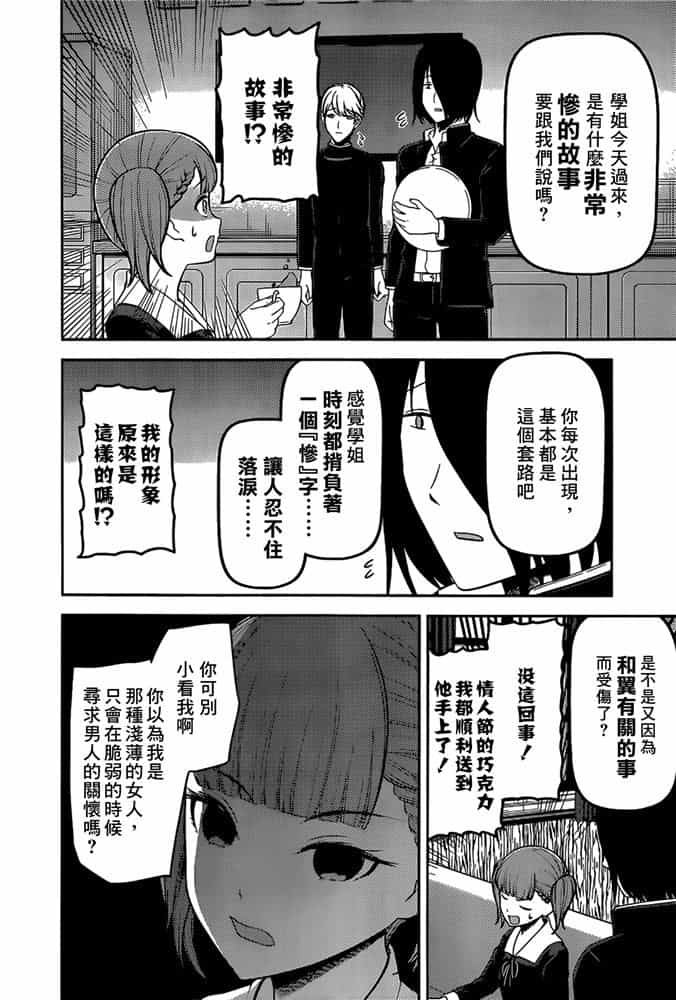 學姐今天過來，
是有什麼非常
慘的故事
要跟我們說嗎？
非常慘的
故事!?
你每次出現，
基本都是
這個套路吧
感覺學姐
時刻都揹負著
一個『慘』字……
讓人忍不住
落淚……
我的形象
原來是
這樣的嗎!?
是不是又因為
和翼有關的事
而受傷了？
沒這回事！
情人節的巧克力
我都順利送到
他手上了！
你可別
小看我啊
你以為我是
那種淺薄的女人，
只會在脆弱的時候
尋求男人的關懷嗎？